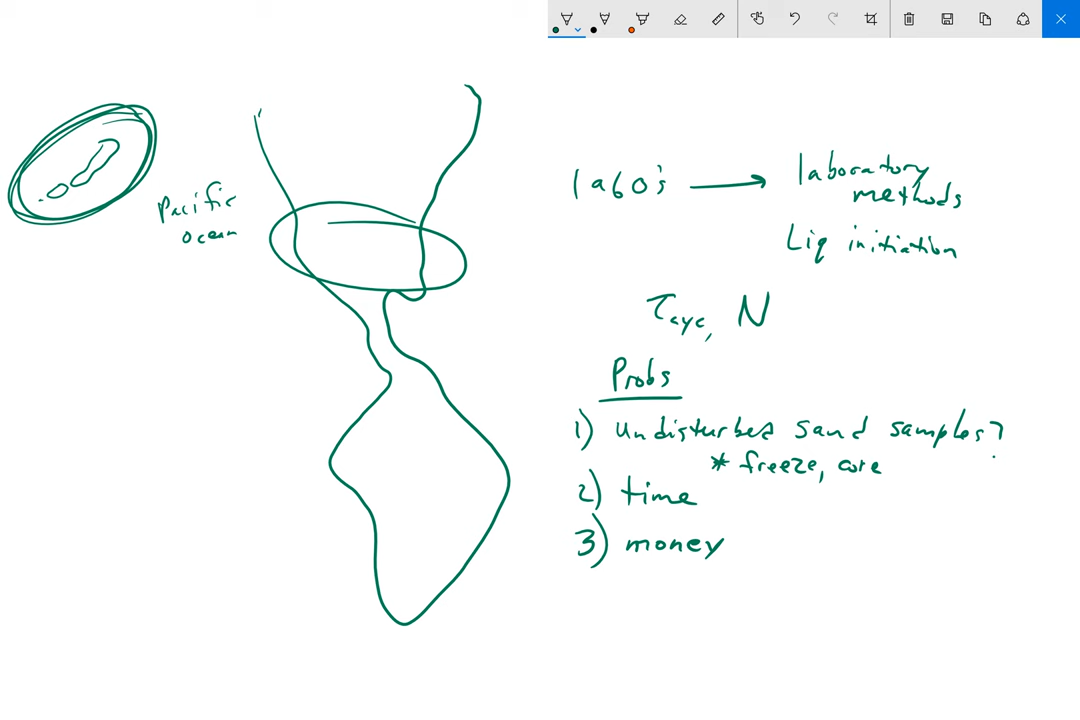 Pacific
ocean
1960's → laboratory
methods
Liq initiation
τcyc, N
Probs
1) Undisturbed sand samples?
* freeze, core
2) time
3) money